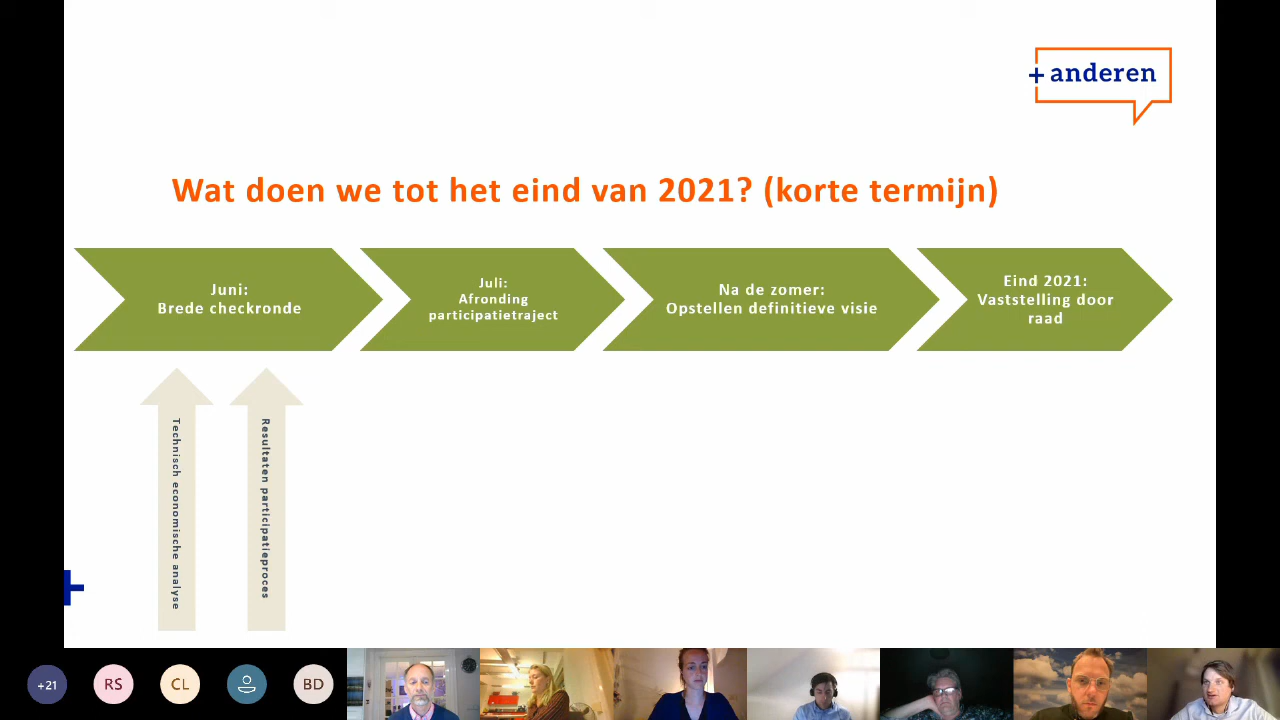 + anderen
Wat doen we tot het eind van 2021? (korte termijn)
Juni:
Brede checkronde
Juli:
Afronding
participatietraject
Na de zomer:
Opstellen definitieve visie
Eind 2021:
Vaststelling door
raad
Technisch economische analyse
Resultaten participatieproces
+21
RS
CL
BD